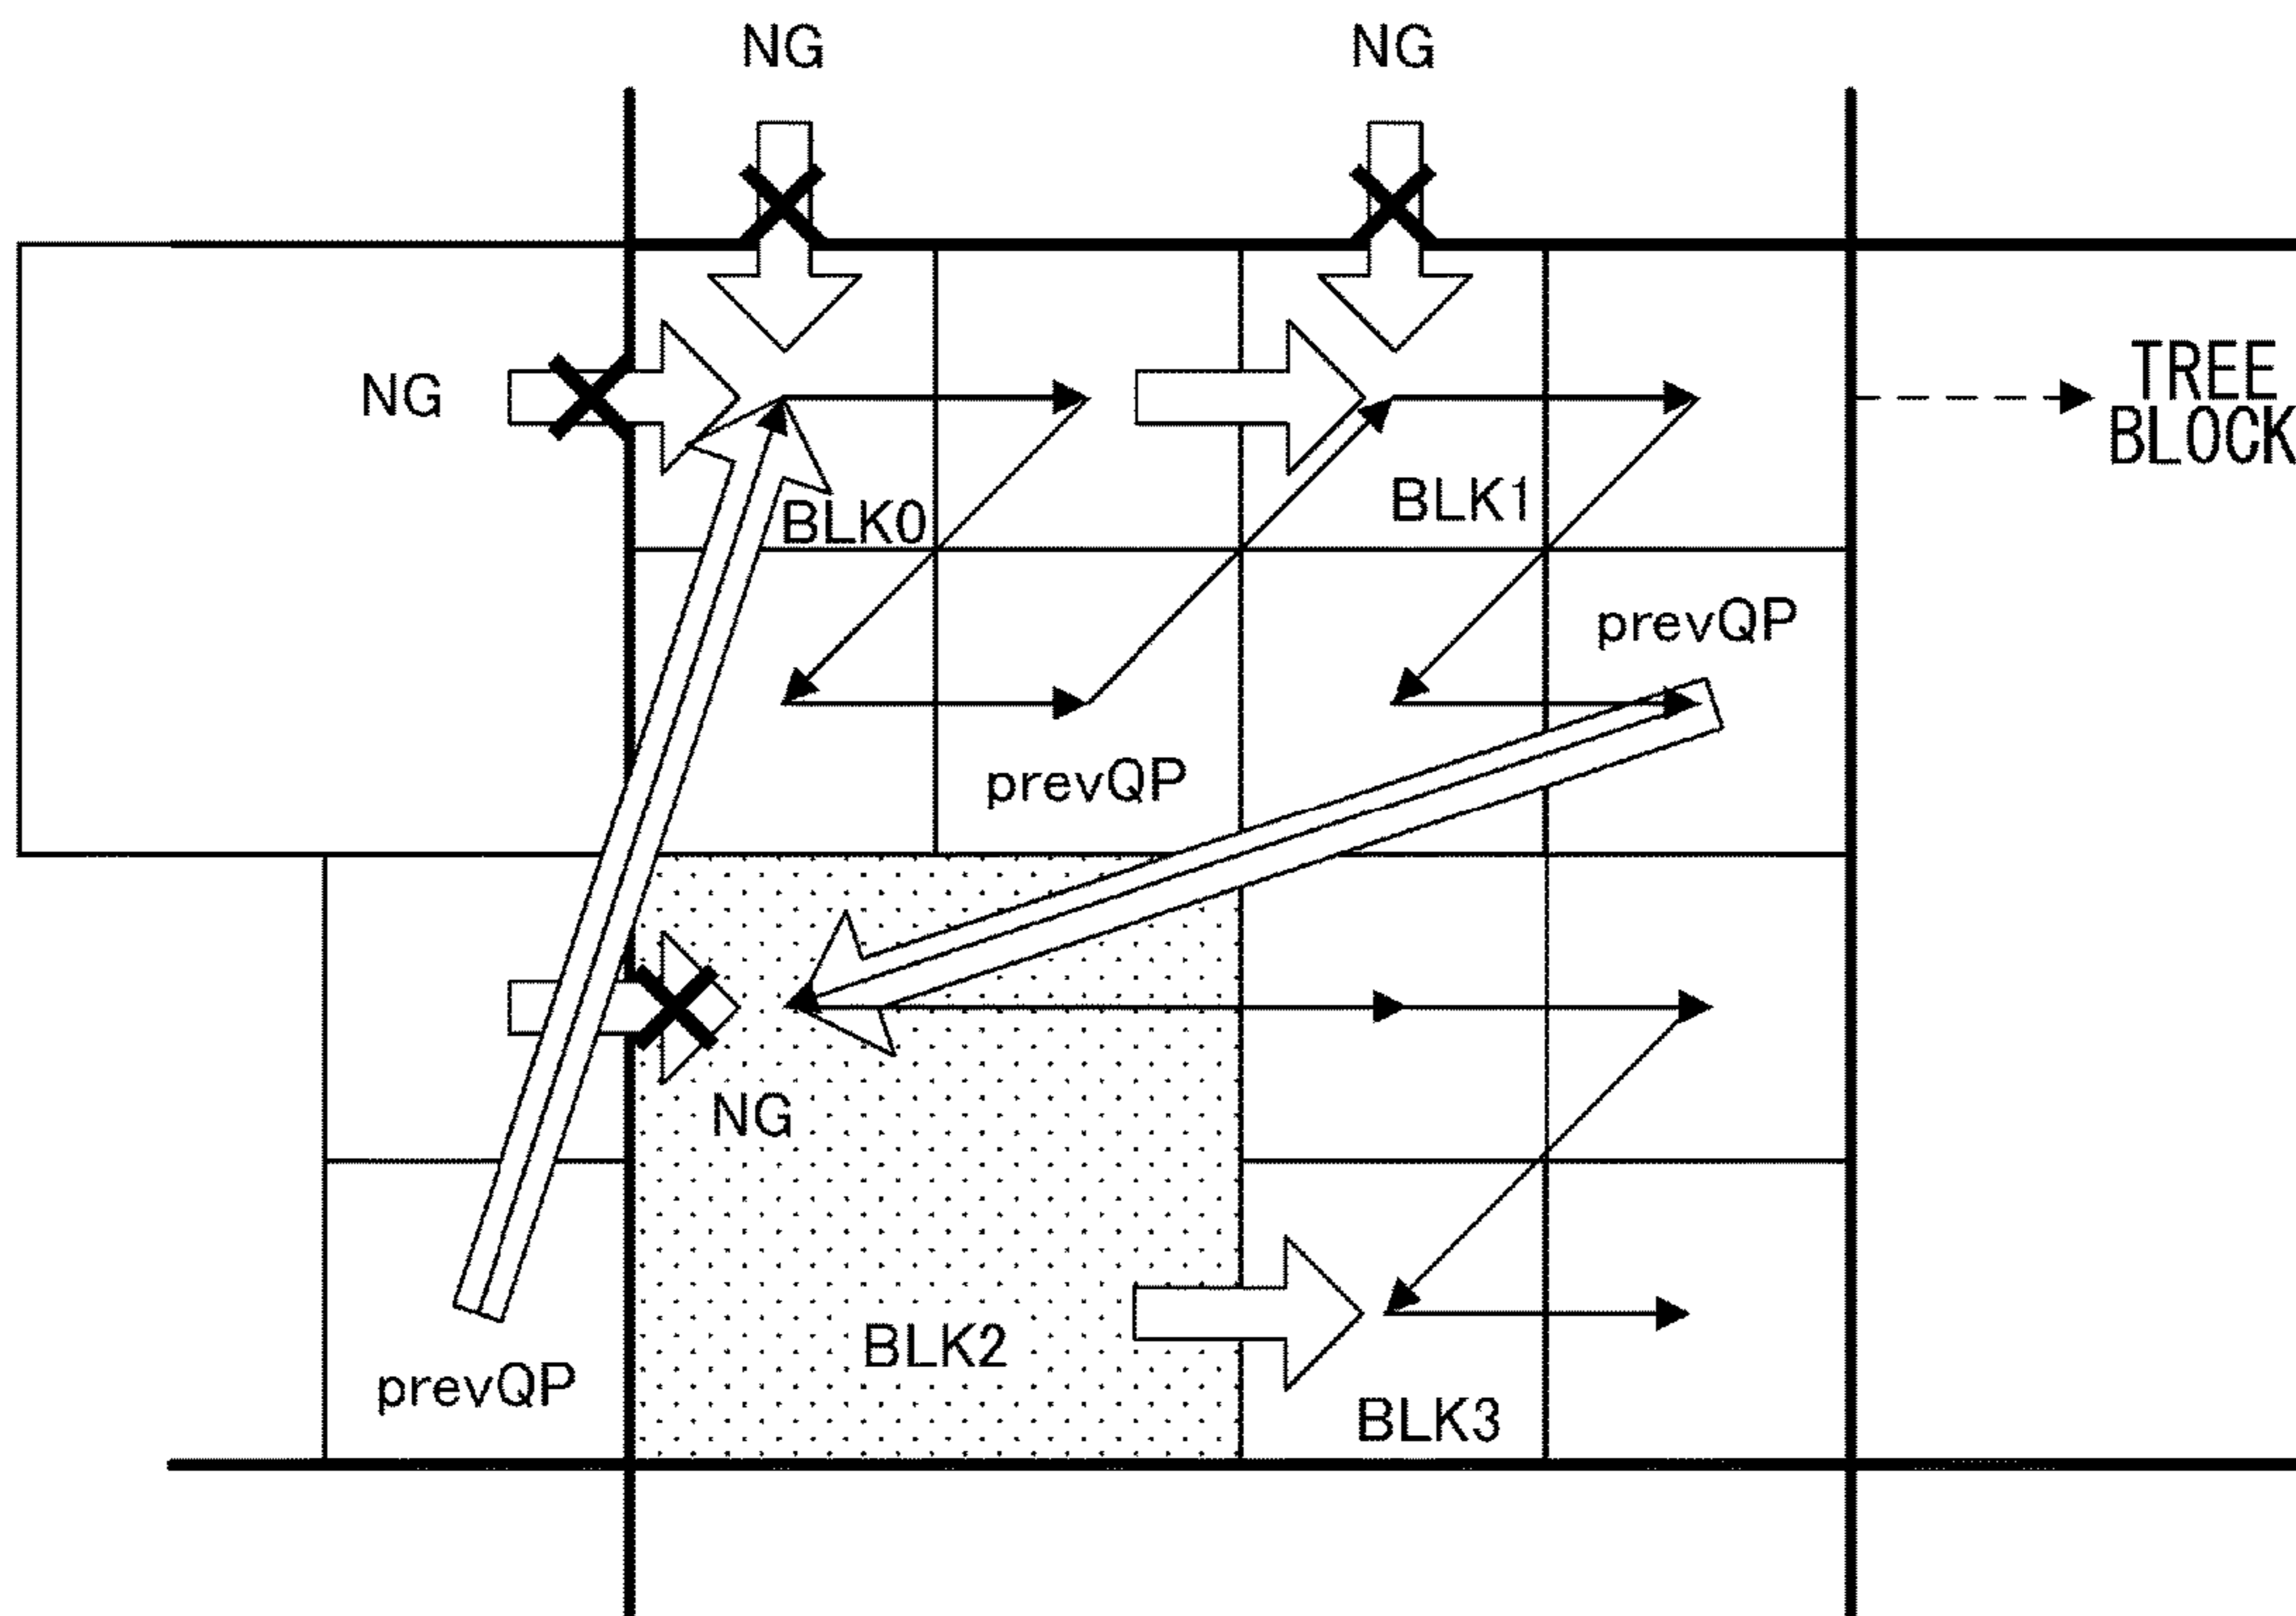 NG
NG
NG
TREE
BLOCK
BLK0
BLK1
prevQP
prevQP
NG
BLK2
prevQP
BLK3